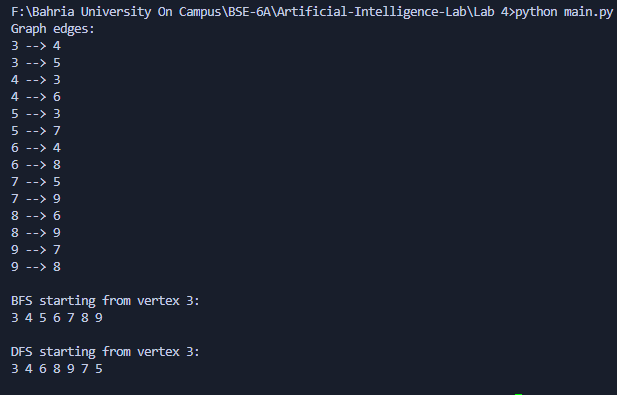 F:\Bahria University On Campus\BSE-6A\Artificial-Intelligence-Lab\Lab 4>python main.py
Graph edges:
3 --> 4
3 --> 5
4 --> 3
4 --> 6
5 --> 3
5 --> 7
6 --> 4
6 --> 8
7 --> 5
7 --> 9
8 --> 6
8 --> 9
9 --> 7
9 --> 8
BFS starting from vertex 3:
3 4 5 6 7 8 9
DFS starting from vertex 3:
3 4 6 8 9 7 5